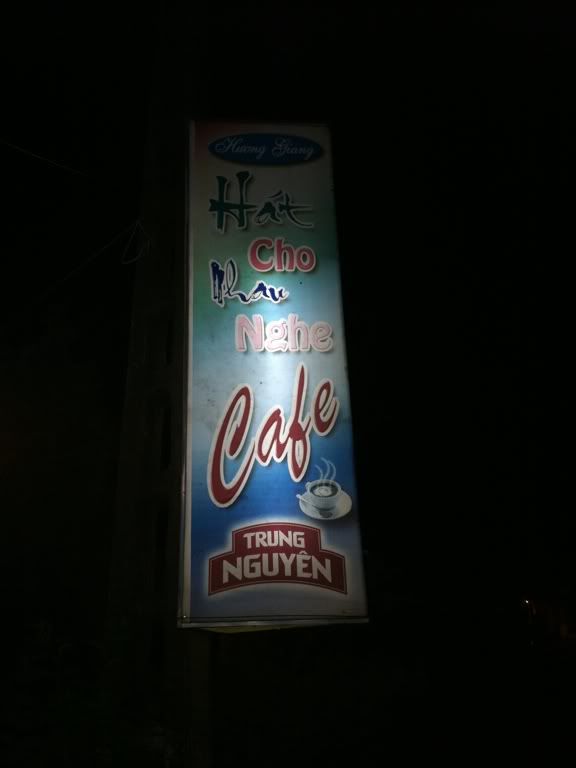 Hương Giang
Hát
Cho
Nhau
Nghe
Cafe
TRUNG
NGUYÊN